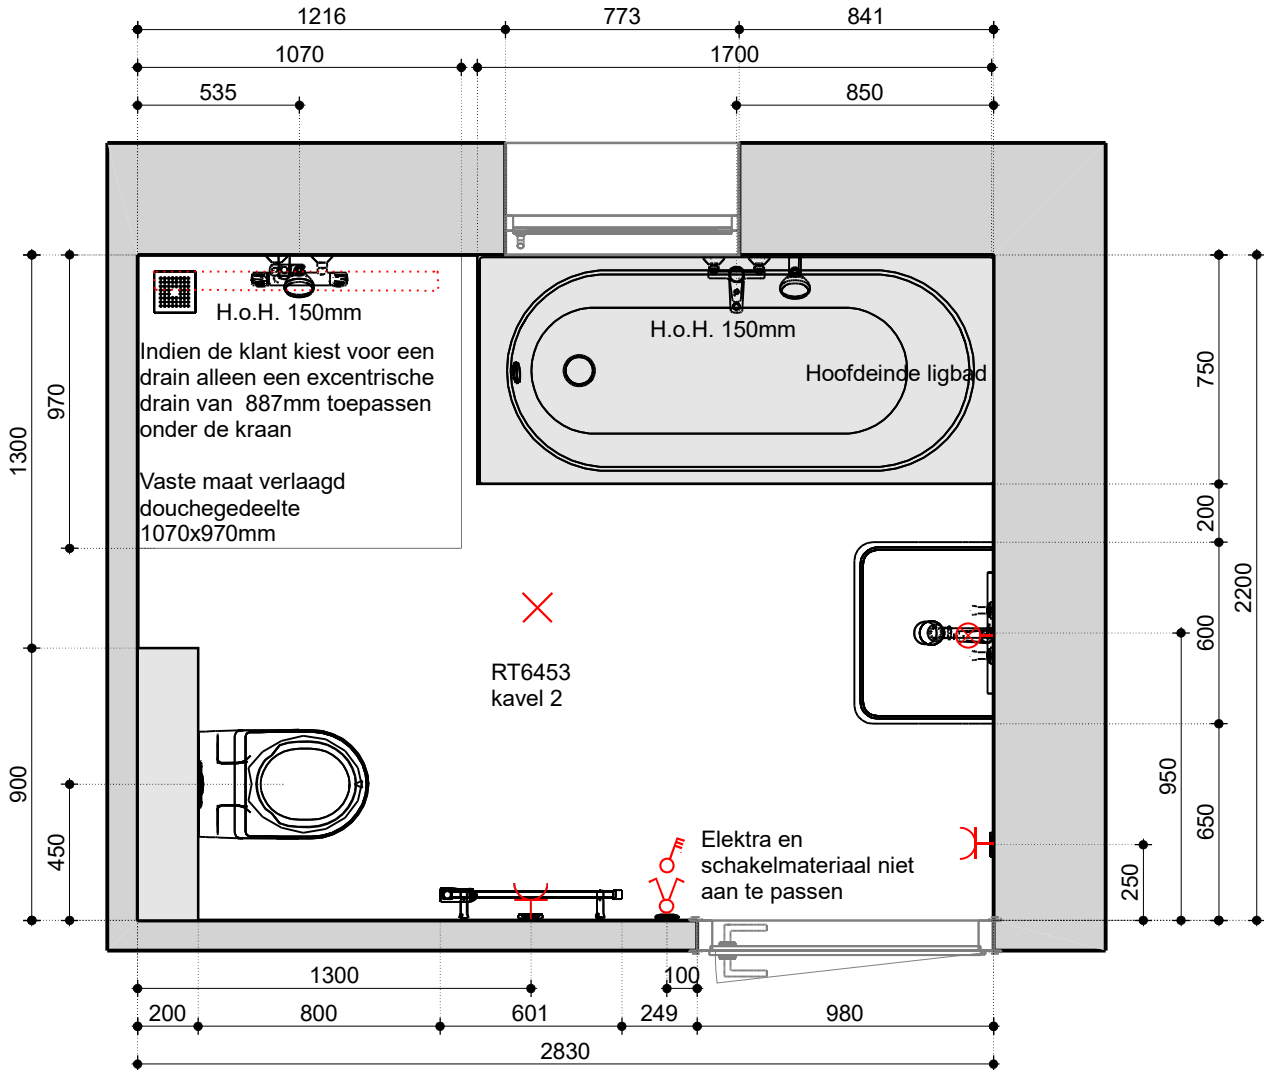 1216 773 841
1070 1700
535 850
H.o.H. 150mm
H.o.H. 150mm
Indien de klant kiest voor een
drain alleen een excentrische
drain van 887mm toepassen
onder de kraan
Hoofdeinde ligbad
Vaste maat verlaagd
douchegedeelte
1070x970mm
970
1300
900
450
750
200
600
650
2200
950
250
RT6453
kavel 2
Elektra en
schakelmateriaal niet
aan te passen
1300 100
200 800 601 249 980
2830